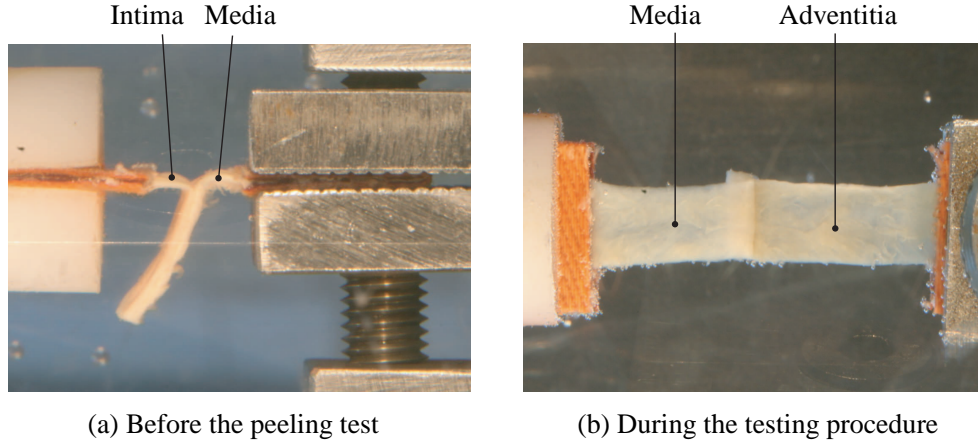 Intima Media
Media Adventitia
(a) Before the peeling test
(b) During the testing procedure